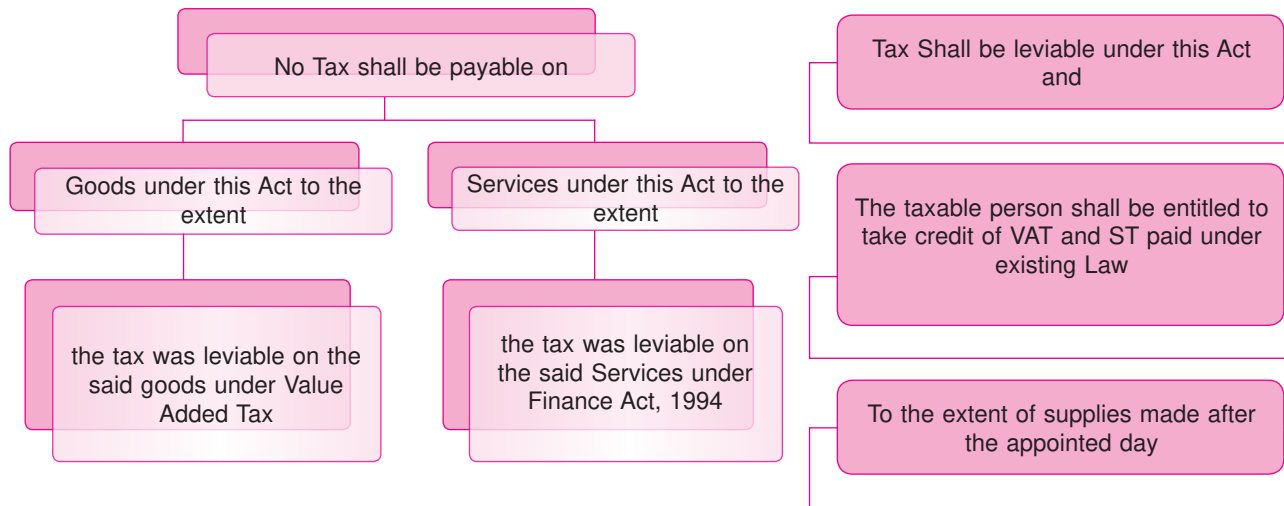 No Tax shall be payable on
Goods under this Act to the
extent
the tax was leviable on the
said goods under Value
Added Tax
Services under this Act to the
extent
the tax was leviable on
the said Services under
Finance Act, 1994
Tax Shall be leviable under this Act
and
The taxable person shall be entitled to
take credit of VAT and ST paid under
existing Law
To the extent of supplies made after
the appointed day